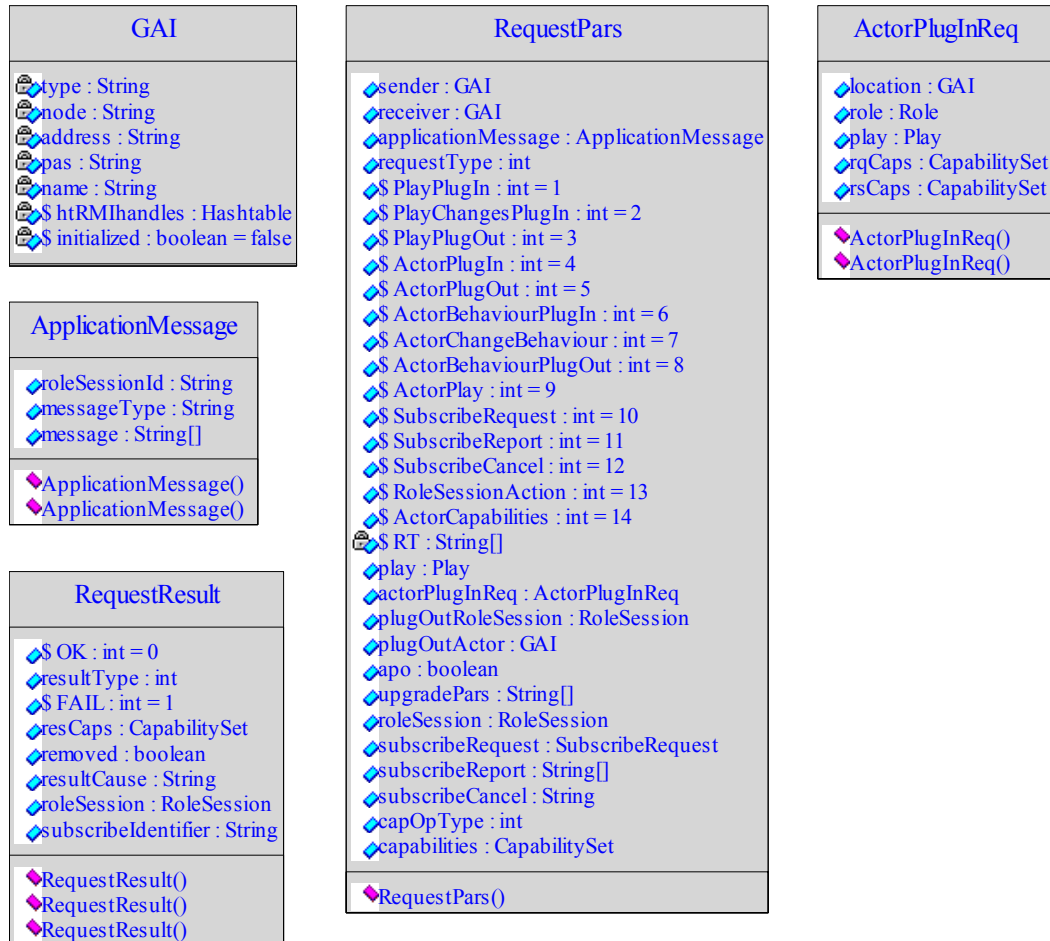 GAI
type : String
node : String
address : String
pas : String
name : String
$ htRMIhandles : Hashtable
$ initialized : boolean = false
ApplicationMessage
roleSessionId : String
messageType : String
message : String[]
ApplicationMessage()
ApplicationMessage()
RequestResult
$ OK : int = 0
resultType : int
$ FAIL : int = 1
resCaps : CapabilitySet
removed : boolean
resultCause : String
roleSession : RoleSession
subscribeIdentifier : String
RequestResult()
RequestResult()
RequestResult()
RequestPars
sender : GAI
receiver : GAI
applicationMessage : ApplicationMessage
requestType : int
$ PlayPlugIn : int = 1
$ PlayChangesPlugIn : int = 2
$ PlayPlugOut : int = 3
$ ActorPlugIn : int = 4
$ ActorPlugOut : int = 5
$ ActorBehaviourPlugIn : int = 6
$ ActorChangeBehaviour : int = 7
$ ActorBehaviourPlugOut : int = 8
$ ActorPlay : int = 9
$ SubscribeRequest : int = 10
$ SubscribeReport : int = 11
$ SubscribeCancel : int = 12
$ RoleSessionAction : int = 13
$ ActorCapabilities : int = 14
$ RT : String[]
play : Play
actorPlugInReq : ActorPlugInReq
plugOutRoleSession : RoleSession
plugOutActor : GAI
apo : boolean
upgradePars : String[]
roleSession : RoleSession
subscribeRequest : SubscribeRequest
subscribeReport : String[]
subscribeCancel : String
capOpType : int
capabilities : CapabilitySet
RequestPars()
ActorPlugInReq
location : GAI
role : Role
play : Play
rqCaps : CapabilitySet
rsCaps : CapabilitySet
ActorPlugInReq()
ActorPlugInReq()